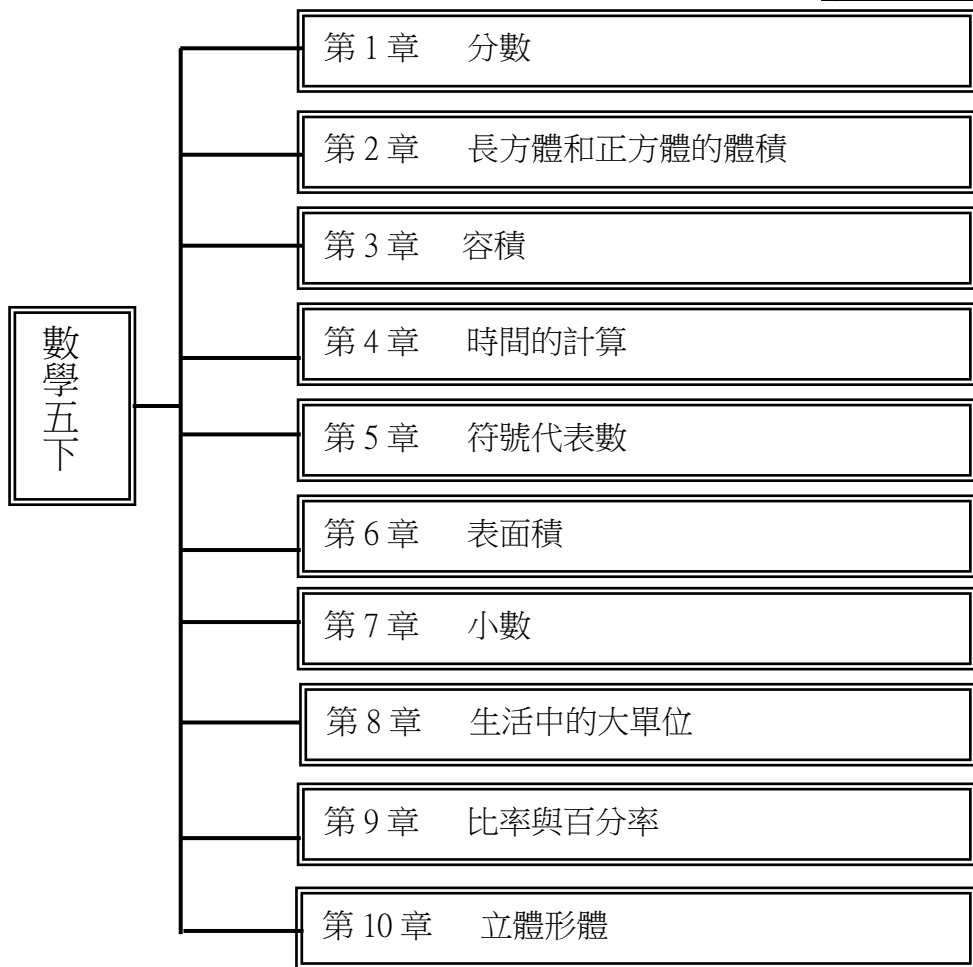 數學五下
第 1 章 分數
第 2 章 長方體和正方體的體積
第 3 章 容積
第 4 章 時間的計算
第 5 章 符號代表數
第 6 章 表面積
第 7 章 小數
第 8 章 生活中的大單位
第 9 章 比率與百分率
第 10 章 立體形體